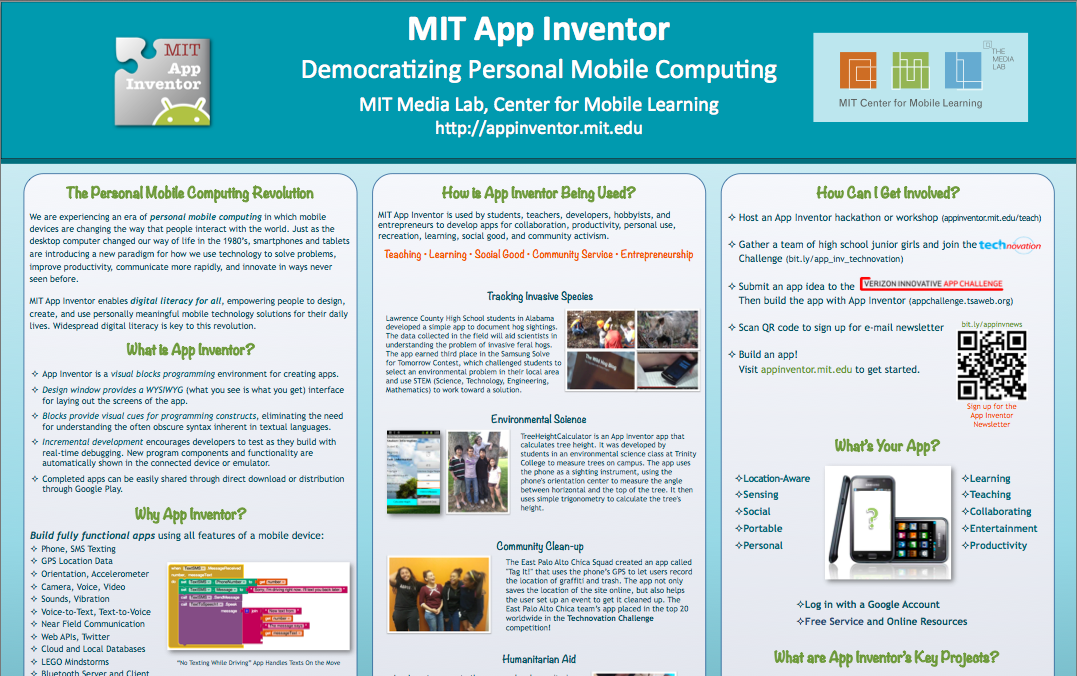 MIT App Inventor
Democratizing Personal Mobile Computing
MIT Media Lab, Center for Mobile Learning
http://appinventor.mit.edu
MIT
App
Inventor
THE
MEDIA
LAB
MIT Center for Mobile Learning
The Personal Mobile Computing Revolution
We are experiencing an era of personal mobile computing in which mobile
devices are changing the way that people interact with the world. Just as the
desktop computer changed our way of life in the 1980's, smartphones and tablets
are introducing a new paradigm for how we use technology to solve problems,
improve productivity, communicate more rapidly, and innovate in ways never
seen before.
MIT App Inventor enables digital literacy for all, empowering people to design,
create, and use personally meaningful mobile technology solutions for their daily
lives. Widespread digital literacy is key to this revolution.
What is App Inventor?
✧ App Inventor is a visual blocks programming environment for creating apps.
✧ Design window provides a WYSIWYG (what you see is what you get) interface
for laying out the screens of the app.
✧ Blocks provide visual cues for programming constructs, eliminating the need
for understanding the often obscure syntax inherent in textual languages.
✧ Incremental development encourages developers to test as they build with
real-time debugging. New program components and functionality are
automatically shown in the connected device or emulator.
✧ Completed apps can be easily shared through direct download or distribution
through Google Play.
Why App Inventor?
Build fully functional apps using all features of a mobile device:
✧ Phone, SMS Texting
✧ GPS Location Data
✧ Orientation, Accelerometer
✧ Camera, Voice, Video
✧ Sounds, Vibration
✧ Voice-to-Text, Text-to-Voice
✧ Near Field Communication
✧ Web APIs, Twitter
✧ Cloud and Local Databases
✧ LEGO Mindstorms
✧ Bluetooth Server and Client
"No Texting While Driving" App Handles Texts On the Move
How is App Inventor Being Used?
MIT App Inventor is used by students, teachers, developers, hobbyists, and
entrepreneurs to develop apps for collaboration, productivity, personal use,
recreation, learning, social good, and community activism.
Teaching • Learning • Social Good • Community Service • Entrepreneurship
Tracking Invasive Species
Lawrence County High School students in Alabama
developed a simple app to document hog sightings.
The data collected in the field will aid scientists in
understanding the problem of invasive feral hogs.
The app earned third place in the Samsung Solve
for Tomorrow Contest, which challenged students to
select an environmental problem in their local area
and use STEM (Science, Technology, Engineering,
Mathematics) to work toward a solution.
Environmental Science
TreeHeightCalculator is an App Inventor app that
calculates tree height. It was developed by
students in an environmental science class at Trinity
College to measure trees on campus. The app uses
the phone as a sighting instrument, using the
phone's orientation center to measure the angle
between horizontal and the top of the tree. It then
uses simple trigonometry to calculate the tree's
height.
Community Clean-up
The East Palo Alto Chica Squad created an app called
"Tag It!" that uses the phone's GPS to let users record
the location of graffiti and trash. The app not only
saves the location of the site online, but also helps
the user set up an event to get it cleaned up. The
East Palo Alto Chica team's app placed in the top 20
worldwide in the Technovation Challenge
competition!
Humanitarian Aid
How Can I Get Involved?
✧ Host an App Inventor hackathon or workshop (appinventor.mit.edu/teach)
✧ Gather a team of high school junior girls and join the technovation
Challenge (bit.ly/app_inv_technovation)
✧ Submit an app idea to the VERIZON INNOVATIVE APP CHALLENGE
Then build the app with App Inventor (appchallenge.tsaweb.org)
✧ Scan QR code to sign up for e-mail newsletter
bit.ly/appinvnews
✧ Build an app!
Visit appinventor.mit.edu to get started.
Sign up for the
App Inventor
Newsletter
What's Your App?
✧Location-Aware
✧Sensing
✧Social
✧Portable
✧Personal
?
✧Learning
✧Teaching
✧Collaborating
✧Entertainment
✧Productivity
✧Log in with a Google Account
✧Free Service and Online Resources
What are App Inventor's Key Projects?